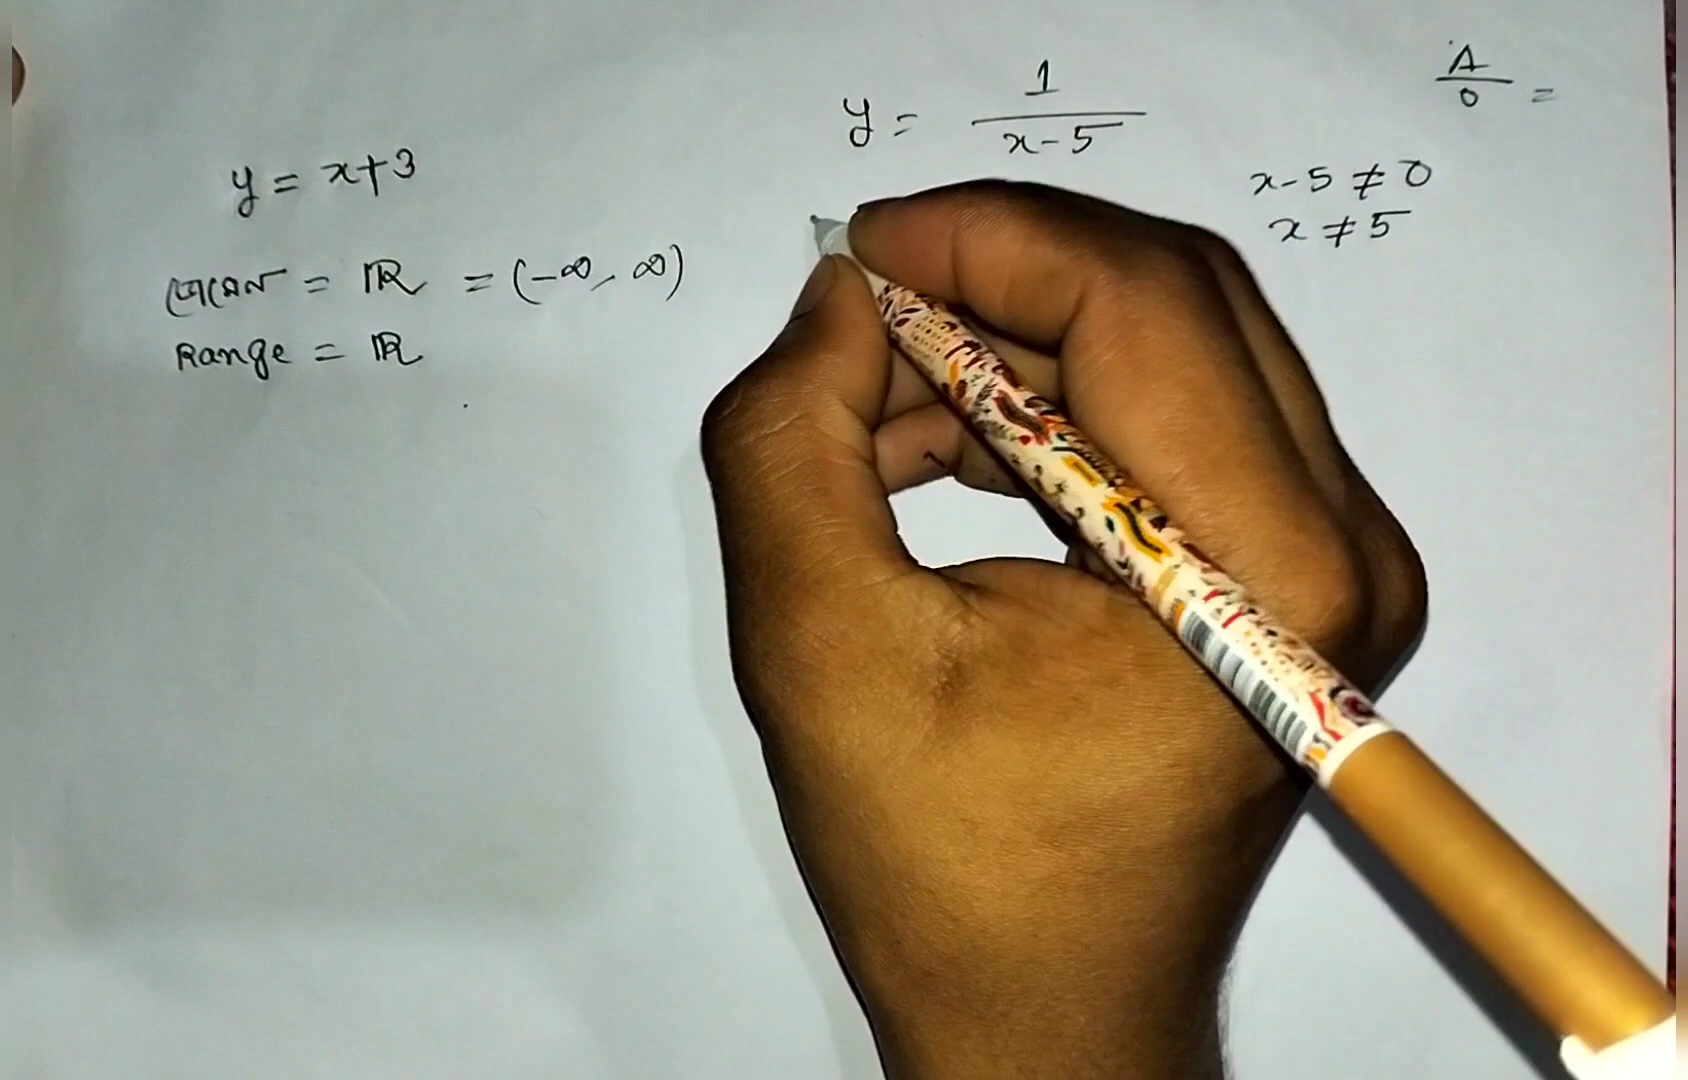 y = x+3
ডোমেন = ℝ = (-∞, ∞)
Range = ℝ
y = 1/(x-5)
A/0 =
x-5 ≠ 0
x ≠ 5